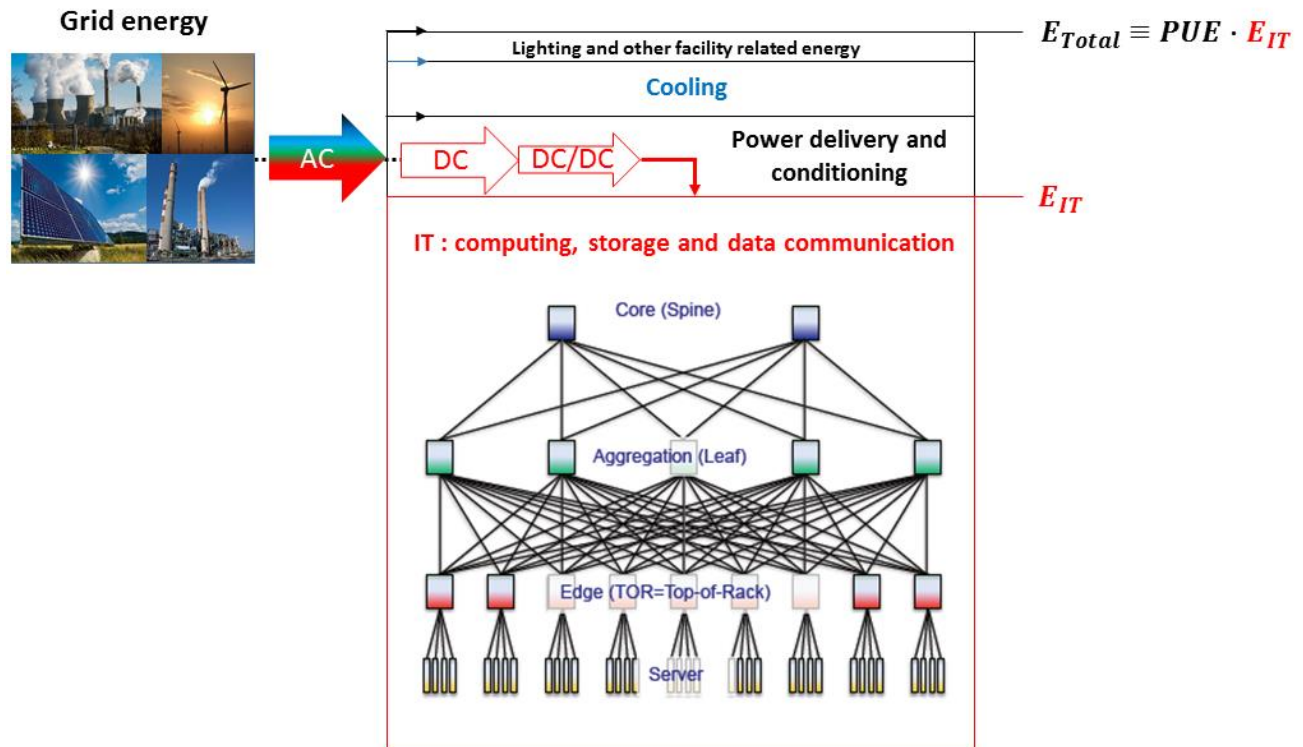 Grid energy
Lighting and other facility related energy
E_Total ≡ PUE · E_IT
Cooling
AC
DC
DC/DC
Power delivery and
conditioning
E_IT
IT : computing, storage and data communication
Core (Spine)
Aggregation (Leaf)
Edge (TOR=Top-of-Rack)
Server